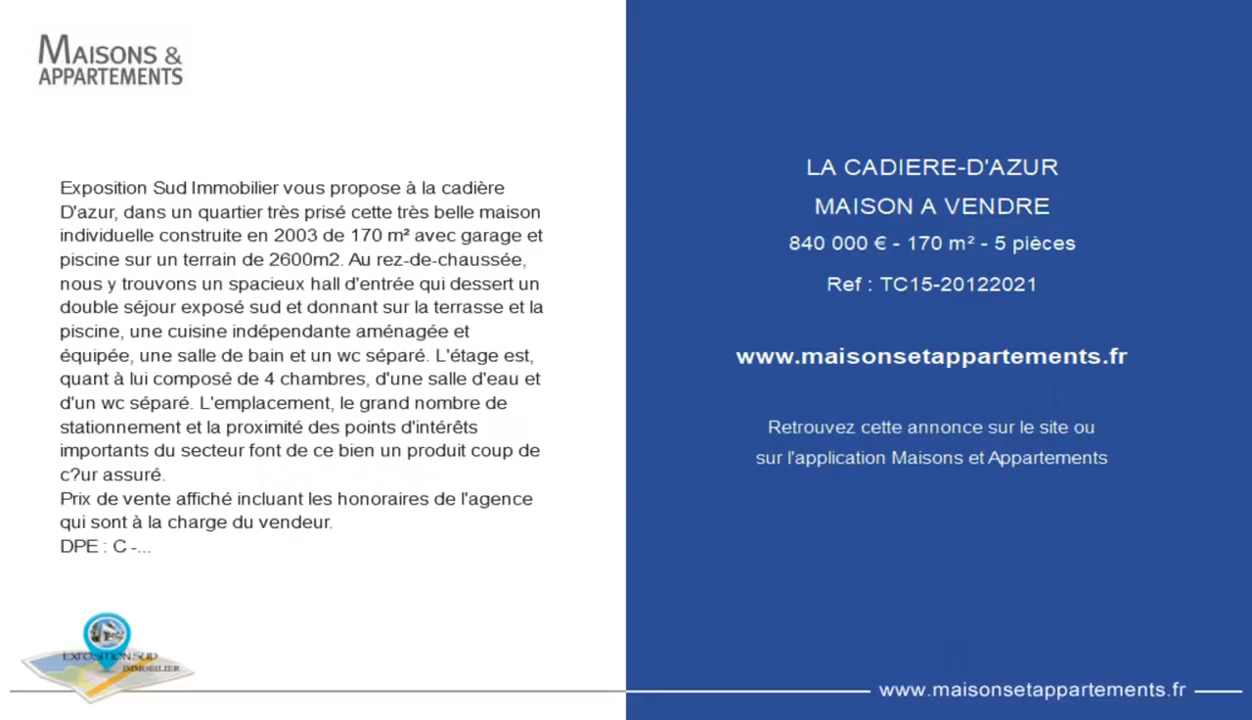 MAISONS &
APPARTEMENTS
Exposition Sud Immobilier vous propose à la cadière
D'azur, dans un quartier très prisé cette très belle maison
individuelle construite en 2003 de 170 m² avec garage et
piscine sur un terrain de 2600m2. Au rez-de-chaussée,
nous y trouvons un spacieux hall d'entrée qui dessert un
double séjour exposé sud et donnant sur la terrasse et la
piscine, une cuisine indépendante aménagée et
équipée, une salle de bain et un wc séparé. L'étage est,
quant à lui composé de 4 chambres, d'une salle d'eau et
d'un wc séparé. L'emplacement, le grand nombre de
stationnement et la proximité des points d'intérêts
importants du secteur font de ce bien un produit coup de
c?ur assuré.
Prix de vente affiché incluant les honoraires de l'agence
qui sont à la charge du vendeur.
DPE : C -...
EXPOSITION SUD
IMMOBILIER
LA CADIERE-D'AZUR
MAISON A VENDRE
840 000 € - 170 m² - 5 pièces
Ref : TC15-20122021
www.maisonsetappartements.fr
Retrouvez cette annonce sur le site ou
sur l'application Maisons et Appartements
www.maisonsetappartements.fr